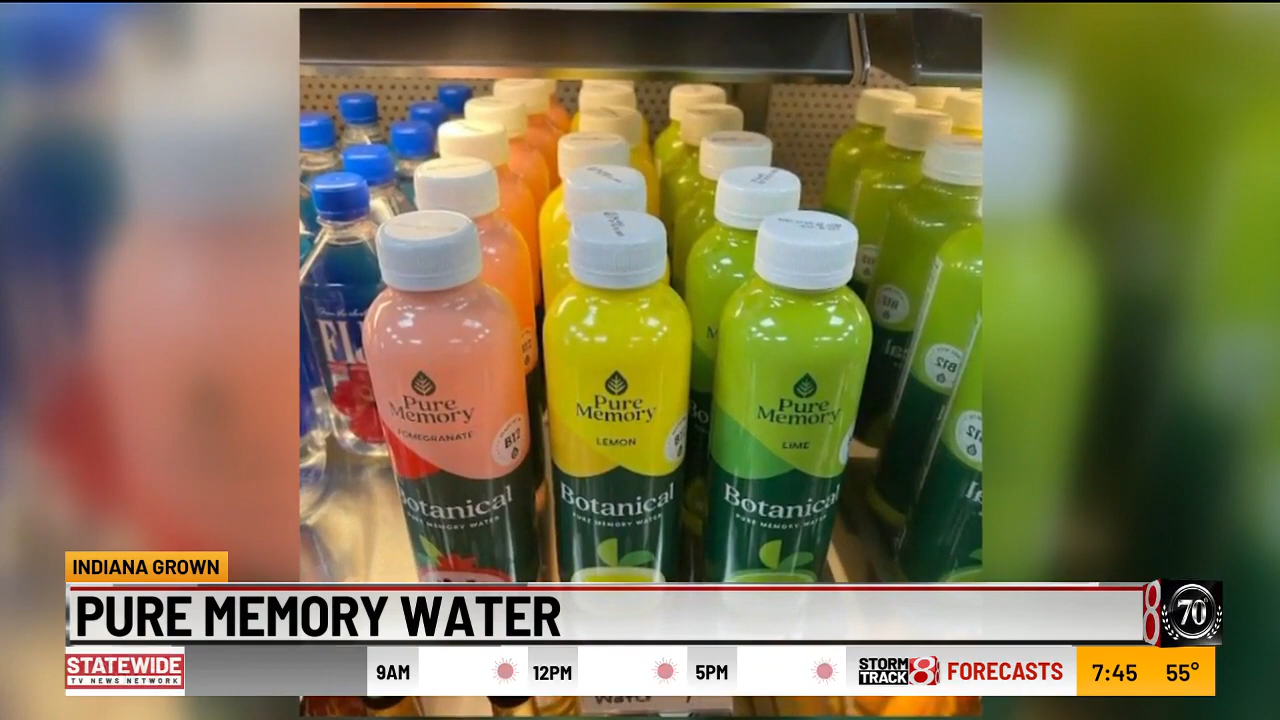 Pure
Memory
POMEGRANATE
B12
Botanical
PURE MEMORY WATER
Pure
Memory
LEMON
B12
Botanical
PURE MEMORY WATER
Pure
Memory
LIME
Botanical
PURE MEMORY WATER
B12
B12
INDIANA GROWN
PURE MEMORY WATER
8
70
STATEWIDE
TV NEWS NETWORK
9AM
12PM
5PM
STORM
TRACK 8
FORECASTS
7:45
55°